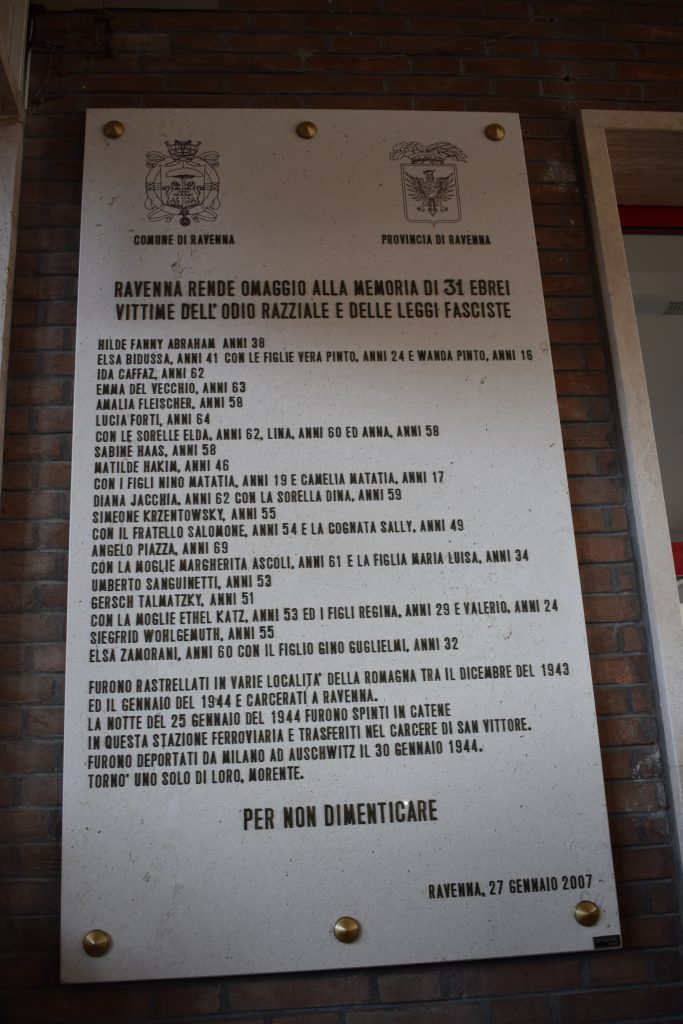 COMUNE DI RAVENNA
PROVINCIA DI RAVENNA
RAVENNA RENDE OMAGGIO ALLA MEMORIA DI 31 EBREI
VITTIME DELL'ODIO RAZZIALE E DELLE LEGGI FASCISTE
HILDE FANNY ABRAHAM ANNI 38
ELSA BIDUSSA, ANNI 41 CON LE FIGLIE VERA PINTO, ANNI 24 E WANDA PINTO, ANNI 16
IDA CAFFAZ, ANNI 62
EMMA DEL VECCHIO, ANNI 63
AMALIA FLEISCHER, ANNI 58
LUCIA FORTI, ANNI 64
CON LE SORELLE ELDA, ANNI 62, LINA, ANNI 60 ED ANNA, ANNI 58
SABINE HAAS, ANNI 58
MATILDE HAKIM, ANNI 46
CON I FIGLI NINO MATATIA, ANNI 19 E CAMELIA MATATIA, ANNI 17
DIANA JACCHIA, ANNI 62 CON LA SORELLA DINA, ANNI 59
SIMEONE KRZENTOWSKY, ANNI 55
CON IL FRATELLO SALOMONE, ANNI 54 E LA COGNATA SALLY, ANNI 49
ANGELO PIAZZA, ANNI 69
CON LA MOGLIE MARGHERITA ASCOLI, ANNI 61 E LA FIGLIA MARIA LUISA, ANNI 34
UMBERTO SANGUINETTI, ANNI 53
GERSCH TALMATZKY, ANNI 51
CON LA MOGLIE ETHEL KATZ, ANNI 53 ED I FIGLI REGINA, ANNI 29 E VALERIO, ANNI 24
SIEGFRID WOHLGEMUTH, ANNI 55
ELSA ZAMORANI, ANNI 60 CON IL FIGLIO GINO GUGLIELMI, ANNI 32
FURONO RASTRELLATI IN VARIE LOCALITA' DELLA ROMAGNA TRA IL DICEMBRE DEL 1943
ED IL GENNAIO DEL 1944 E CARCERATI A RAVENNA.
LA NOTTE DEL 25 GENNAIO DEL 1944 FURONO SPINTI IN CATENE
IN QUESTA STAZIONE FERROVIARIA E TRASFERITI NEL CARCERE DI SAN VITTORE.
FURONO DEPORTATI DA MILANO AD AUSCHWITZ IL 30 GENNAIO 1944.
TORNO' UNO SOLO DI LORO, MORENTE.
PER NON DIMENTICARE
RAVENNA, 27 GENNAIO 2007